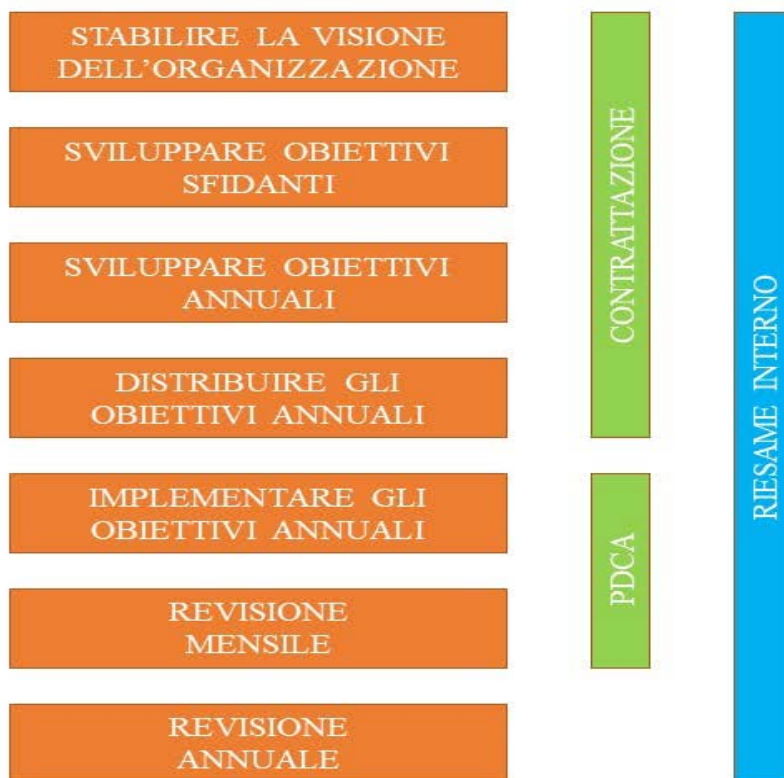 STABILIRE LA VISIONE
DELL'ORGANIZZAZIONE
SVILUPPARE OBIETTIVI
SFIDANTI
SVILUPPARE OBIETTIVI
ANNUALI
DISTRIBUIRE GLI
OBIETTIVI ANNUALI
IMPLEMENTARE GLI
OBIETTIVI ANNUALI
REVISIONE
MENSILE
REVISIONE
ANNUALE
CONTRATTAZIONE
PDCA
RIESAME INTERNO